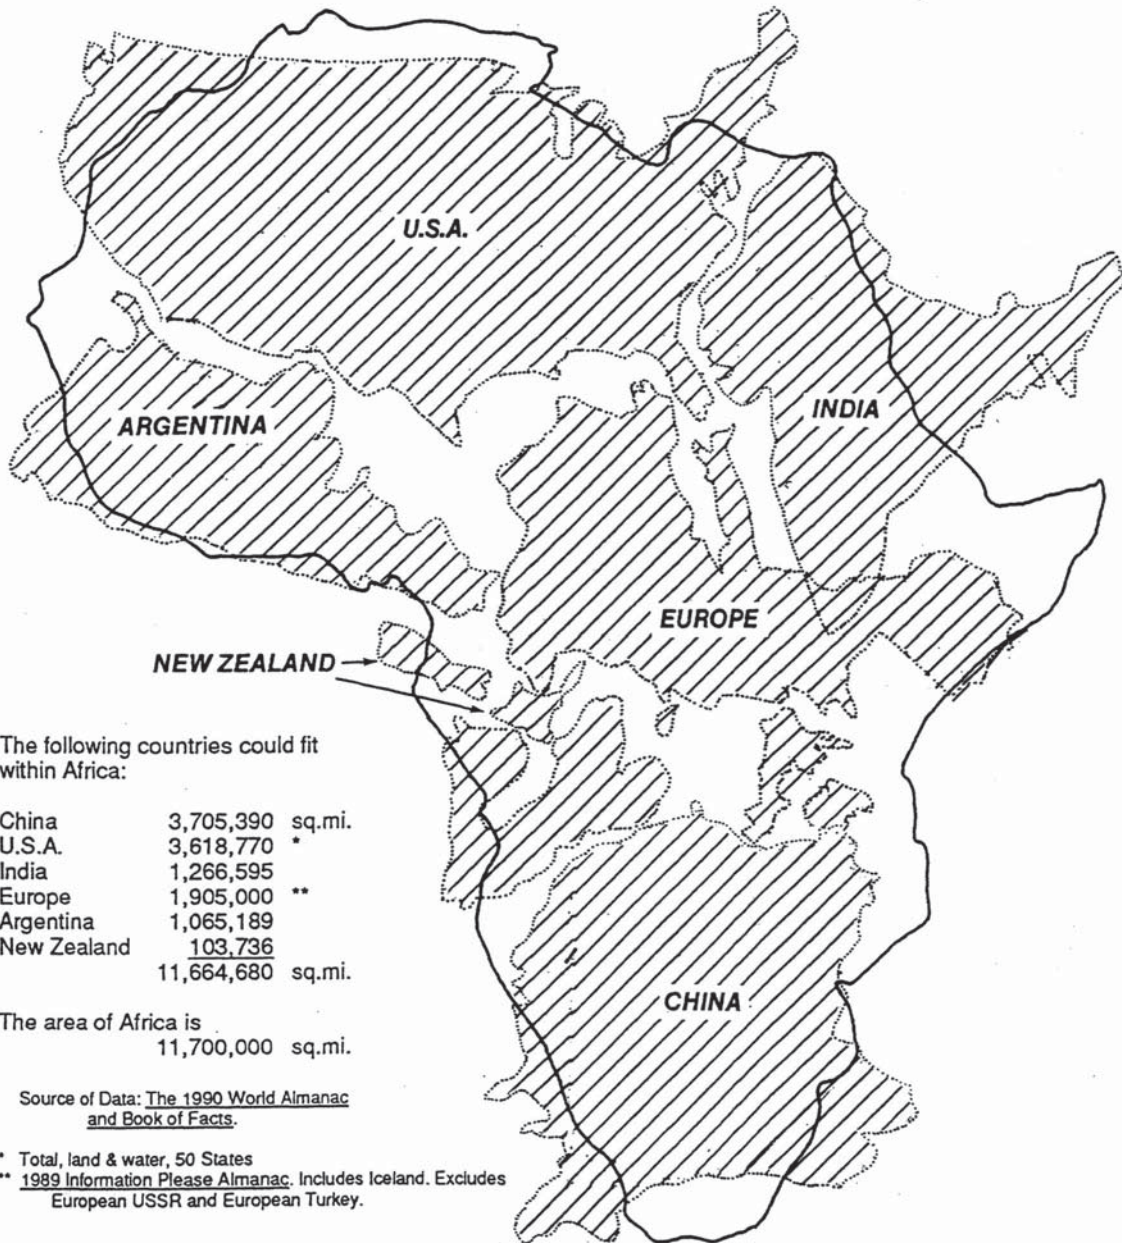 U.S.A.
ARGENTINA
INDIA
EUROPE
NEW ZEALAND
CHINA
The following countries could fit
within Africa:
China 3,705,390 sq.mi.
U.S.A. 3,618,770 *
India 1,266,595
Europe 1,905,000 **
Argentina 1,065,189
New Zealand 103,736
11,664,680 sq.mi.
The area of Africa is
11,700,000 sq.mi.
Source of Data: The 1990 World Almanac
and Book of Facts.
* Total, land & water, 50 States
** 1989 Information Please Almanac. Includes Iceland. Excludes
European USSR and European Turkey.